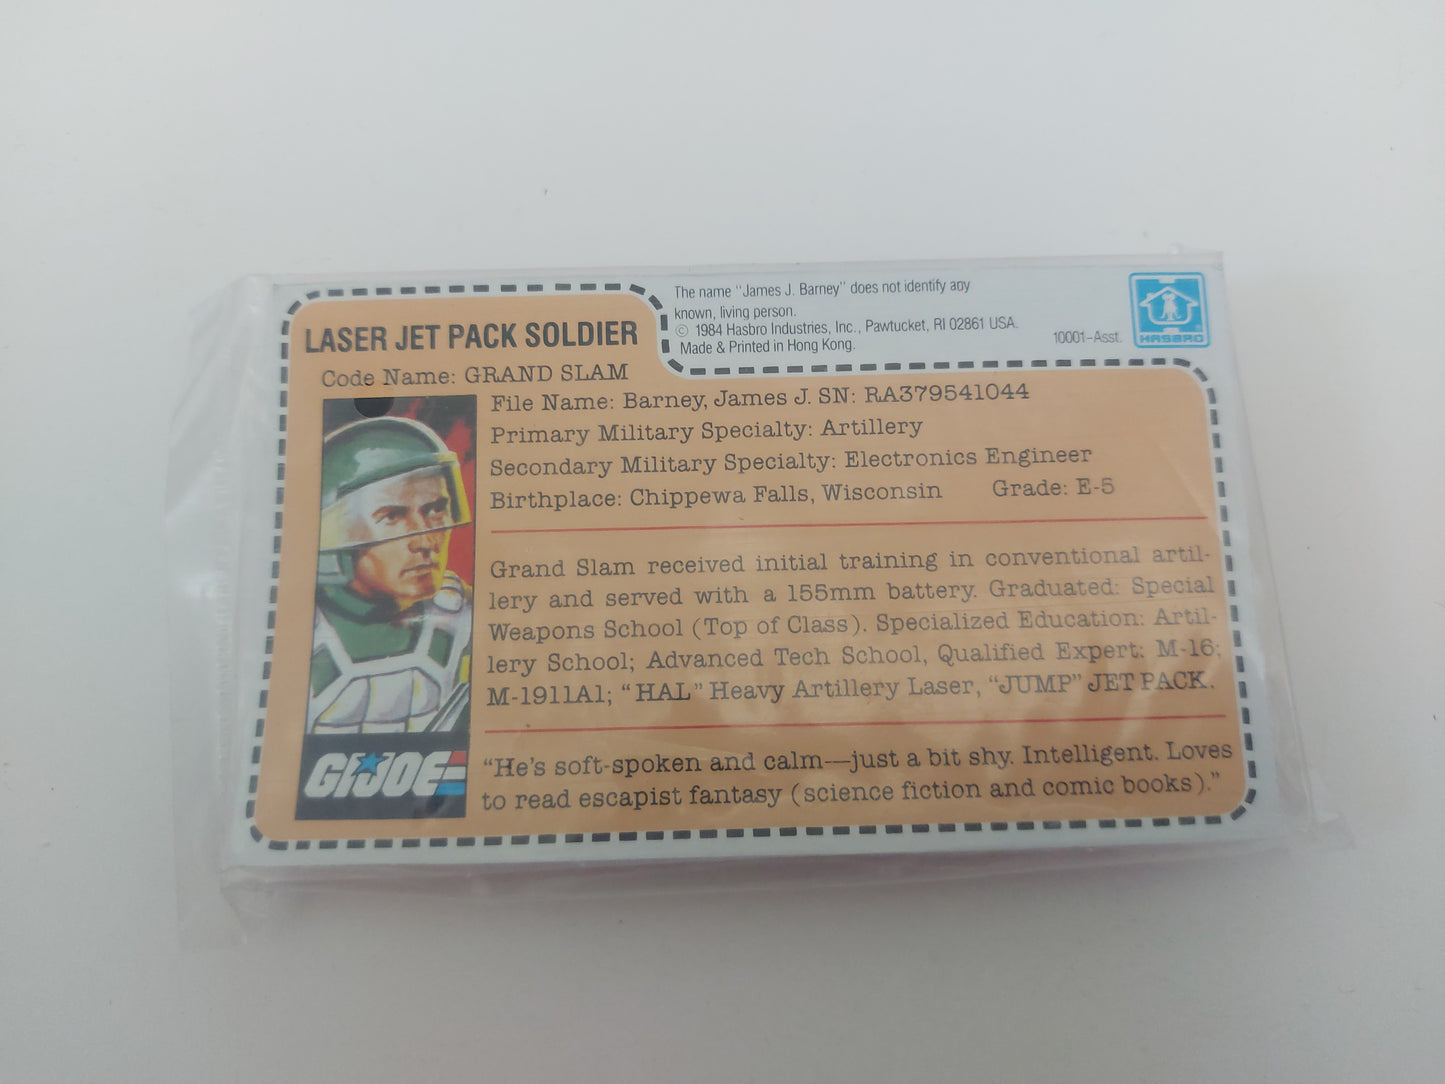 The name "James J. Barney" does not identify any
known, living person.
© 1984 Hasbro Industries, Inc., Pawtucket, RI 02861 USA.
Made & Printed in Hong Kong.
10001-Asst.
HASBRO
®
LASER JET PACK SOLDIER
Code Name: GRAND SLAM
File Name: Barney, James J. SN: RA379541044
Primary Military Specialty: Artillery
Secondary Military Specialty: Electronics Engineer
Birthplace: Chippewa Falls, Wisconsin Grade: E-5
Grand Slam received initial training in conventional artil-
lery and served with a 155mm battery. Graduated: Special
Weapons School (Top of Class). Specialized Education: Artil-
lery School; Advanced Tech School, Qualified Expert: M-16;
M-1911A1; "HAL" Heavy Artillery Laser, "JUMP" JET PACK.
"He's soft-spoken and calm—just a bit shy. Intelligent. Loves
to read escapist fantasy (science fiction and comic books)."
GI JOE